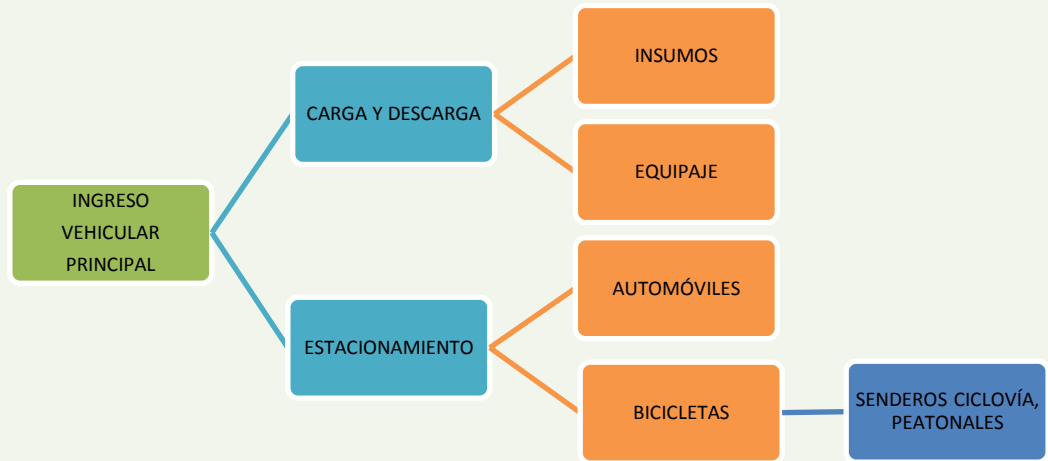 INGRESO
VEHICULAR
PRINCIPAL
CARGA Y DESCARGA
INSUMOS
EQUIPAJE
ESTACIONAMIENTO
AUTOMÓVILES
BICICLETAS
SENDEROS CICLOVÍA,
PEATONALES